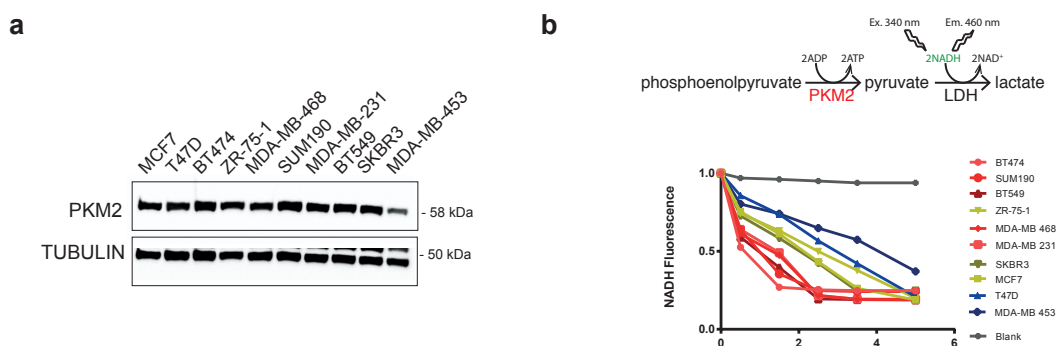 a
MCF7
T47D
BT474
ZR-75-1
MDA-MB-468
SUM190
MDA-MB-231
BT549
SKBR3
MDA-MB-453
PKM2
- 58 kDa
TUBULIN
- 50 kDa
b
Ex. 340 nm
Em. 460 nm
2ADP
2ATP
2NADH
2NAD+
phosphoenolpyruvate
pyruvate
lactate
PKM2
LDH
NADH Fluorescence
1.0
0.5
0.0
0
2
4
6
BT474
SUM190
BT549
ZR-75-1
MDA-MB 468
MDA-MB 231
SKBR3
MCF7
T47D
MDA-MB 453
Blank